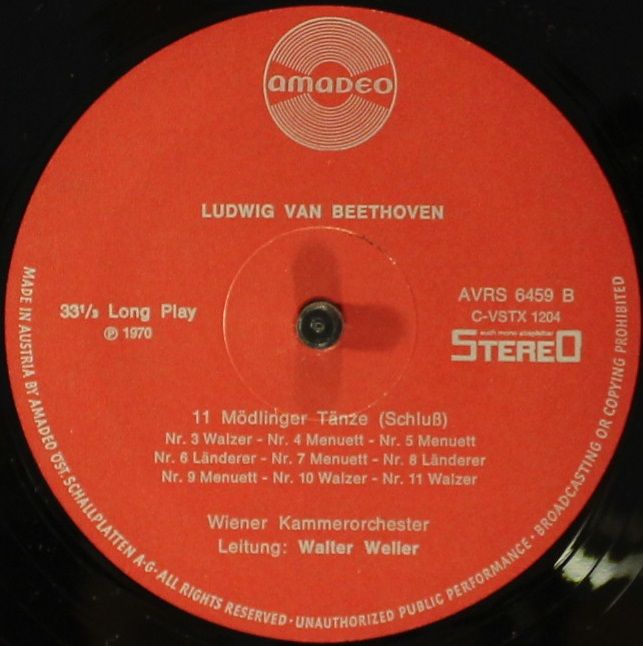 AMADEO
LUDWIG VAN BEETHOVEN
33⅓ Long Play
Ⓟ 1970
AVRS 6459 B
C-VSTX 1204
auch mono abspielbar
STEREO
11 Mödlinger Tänze (Schluß)
Nr. 3 Walzer - Nr. 4 Menuett - Nr. 5 Menuett
Nr. 6 Länderer - Nr. 7 Menuett - Nr. 8 Länderer
Nr. 9 Menuett - Nr. 10 Walzer - Nr. 11 Walzer
Wiener Kammerorchester
Leitung: Walter Weller
MADE IN AUSTRIA BY AMADEO ÖST. SCHALLPLATTEN A·G · ALL RIGHTS RESERVED · UNAUTHORIZED PUBLIC PERFORMANCE · BROADCASTING OR COPYING PROHIBITED